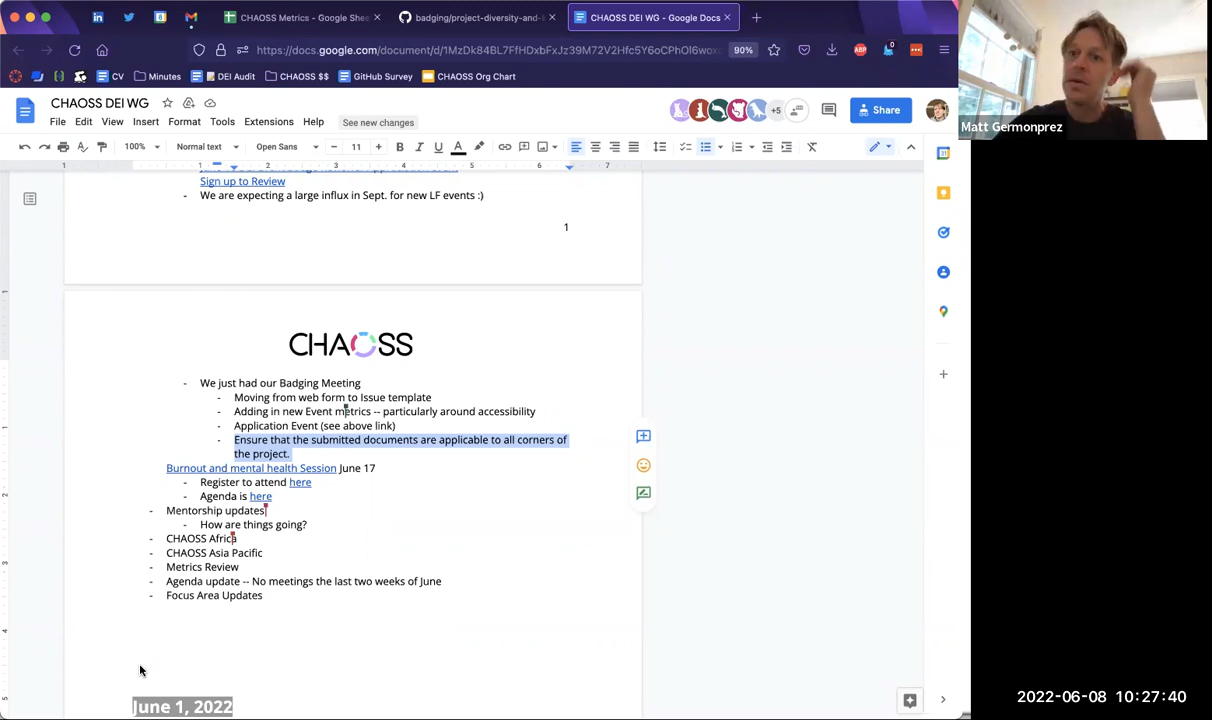 CHAOSS Metrics - Google Shee
badging/project-diversity-and-i
CHAOSS DEI WG - Google Docs
https://docs.google.com/document/d/1MzDk84BL7FfHDxbFxJz39M72V2Hfc5Y6oCPhOl6wox
90%
ABP
0
CV
Minutes
DEI Audit
CHAOSS $$
GitHub Survey
CHAOSS Org Chart
CHAOSS DEI WG
File Edit View Insert Format Tools Extensions Help
See new changes
+5
Share
100%
Normal text
Open Sans
11
Sign up to Review
- We are expecting a large influx in Sept. for new LF events :)
1
CHAOSS
- We just had our Badging Meeting
- Moving from web form to Issue template
- Adding in new Event metrics -- particularly around accessibility
- Application Event (see above link)
- Ensure that the submitted documents are applicable to all corners of
the project.
Burnout and mental health Session June 17
- Register to attend here
- Agenda is here
- Mentorship updates
- How are things going?
- CHAOSS Africa
- CHAOSS Asia Pacific
- Metrics Review
- Agenda update -- No meetings the last two weeks of June
- Focus Area Updates
June 1, 2022
Matt Germonprez
2022-06-08 10:27:40